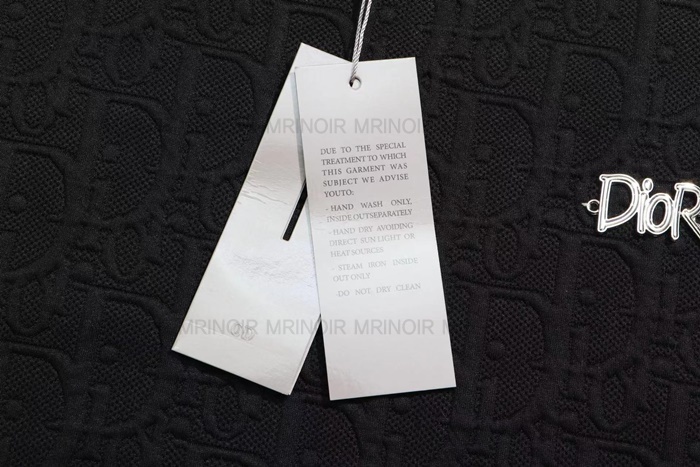 MRINOIR MRINOIR
DUE TO THE SPECIAL
TREATMENT TO WHICH
THIS GARMENT WAS
SUBJECT WE ADVISE
YOUTO:
- HAND WASH ONLY,
INSIDE OUTSEPARATELY
- HAND DRY AVOIDING
DIRECT SUN LIGHT OR
HEAT SOURCES
- STEAM IRON INSIDE
OUT ONLY
-DO NOT DRY CLEAN
DioR
MRINOIR MRINOIR MRINOIR